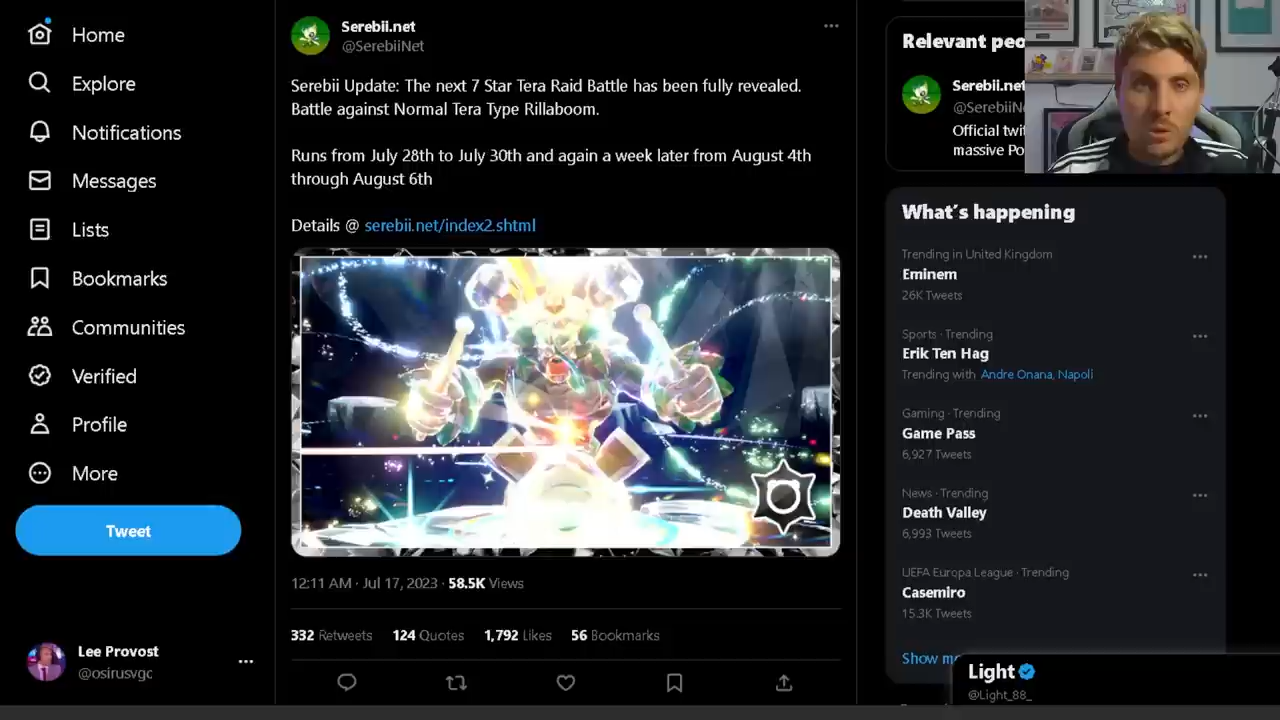 Home
Explore
Notifications
Messages
Lists
Bookmarks
Communities
Verified
Profile
More
Tweet
Lee Provost
@osirusvgc
Serebii.net
@SerebiiNet
Serebii Update: The next 7 Star Tera Raid Battle has been fully revealed.
Battle against Normal Tera Type Rillaboom.
Runs from July 28th to July 30th and again a week later from August 4th
through August 6th
Details @ serebii.net/index2.shtml
12:11 AM · Jul 17, 2023 · 58.5K Views
332 Retweets 124 Quotes 1,792 Likes 56 Bookmarks
Relevant peo
Serebii.net
@SerebiiN
Official twit
massive Po
What's happening
Trending in United Kingdom
Eminem
26K Tweets
Sports · Trending
Erik Ten Hag
Trending with Andre Onana, Napoli
Gaming · Trending
Game Pass
6,927 Tweets
News · Trending
Death Valley
6,993 Tweets
UEFA Europa League · Trending
Casemiro
15.3K Tweets
Show mo
Light
@Light_88_